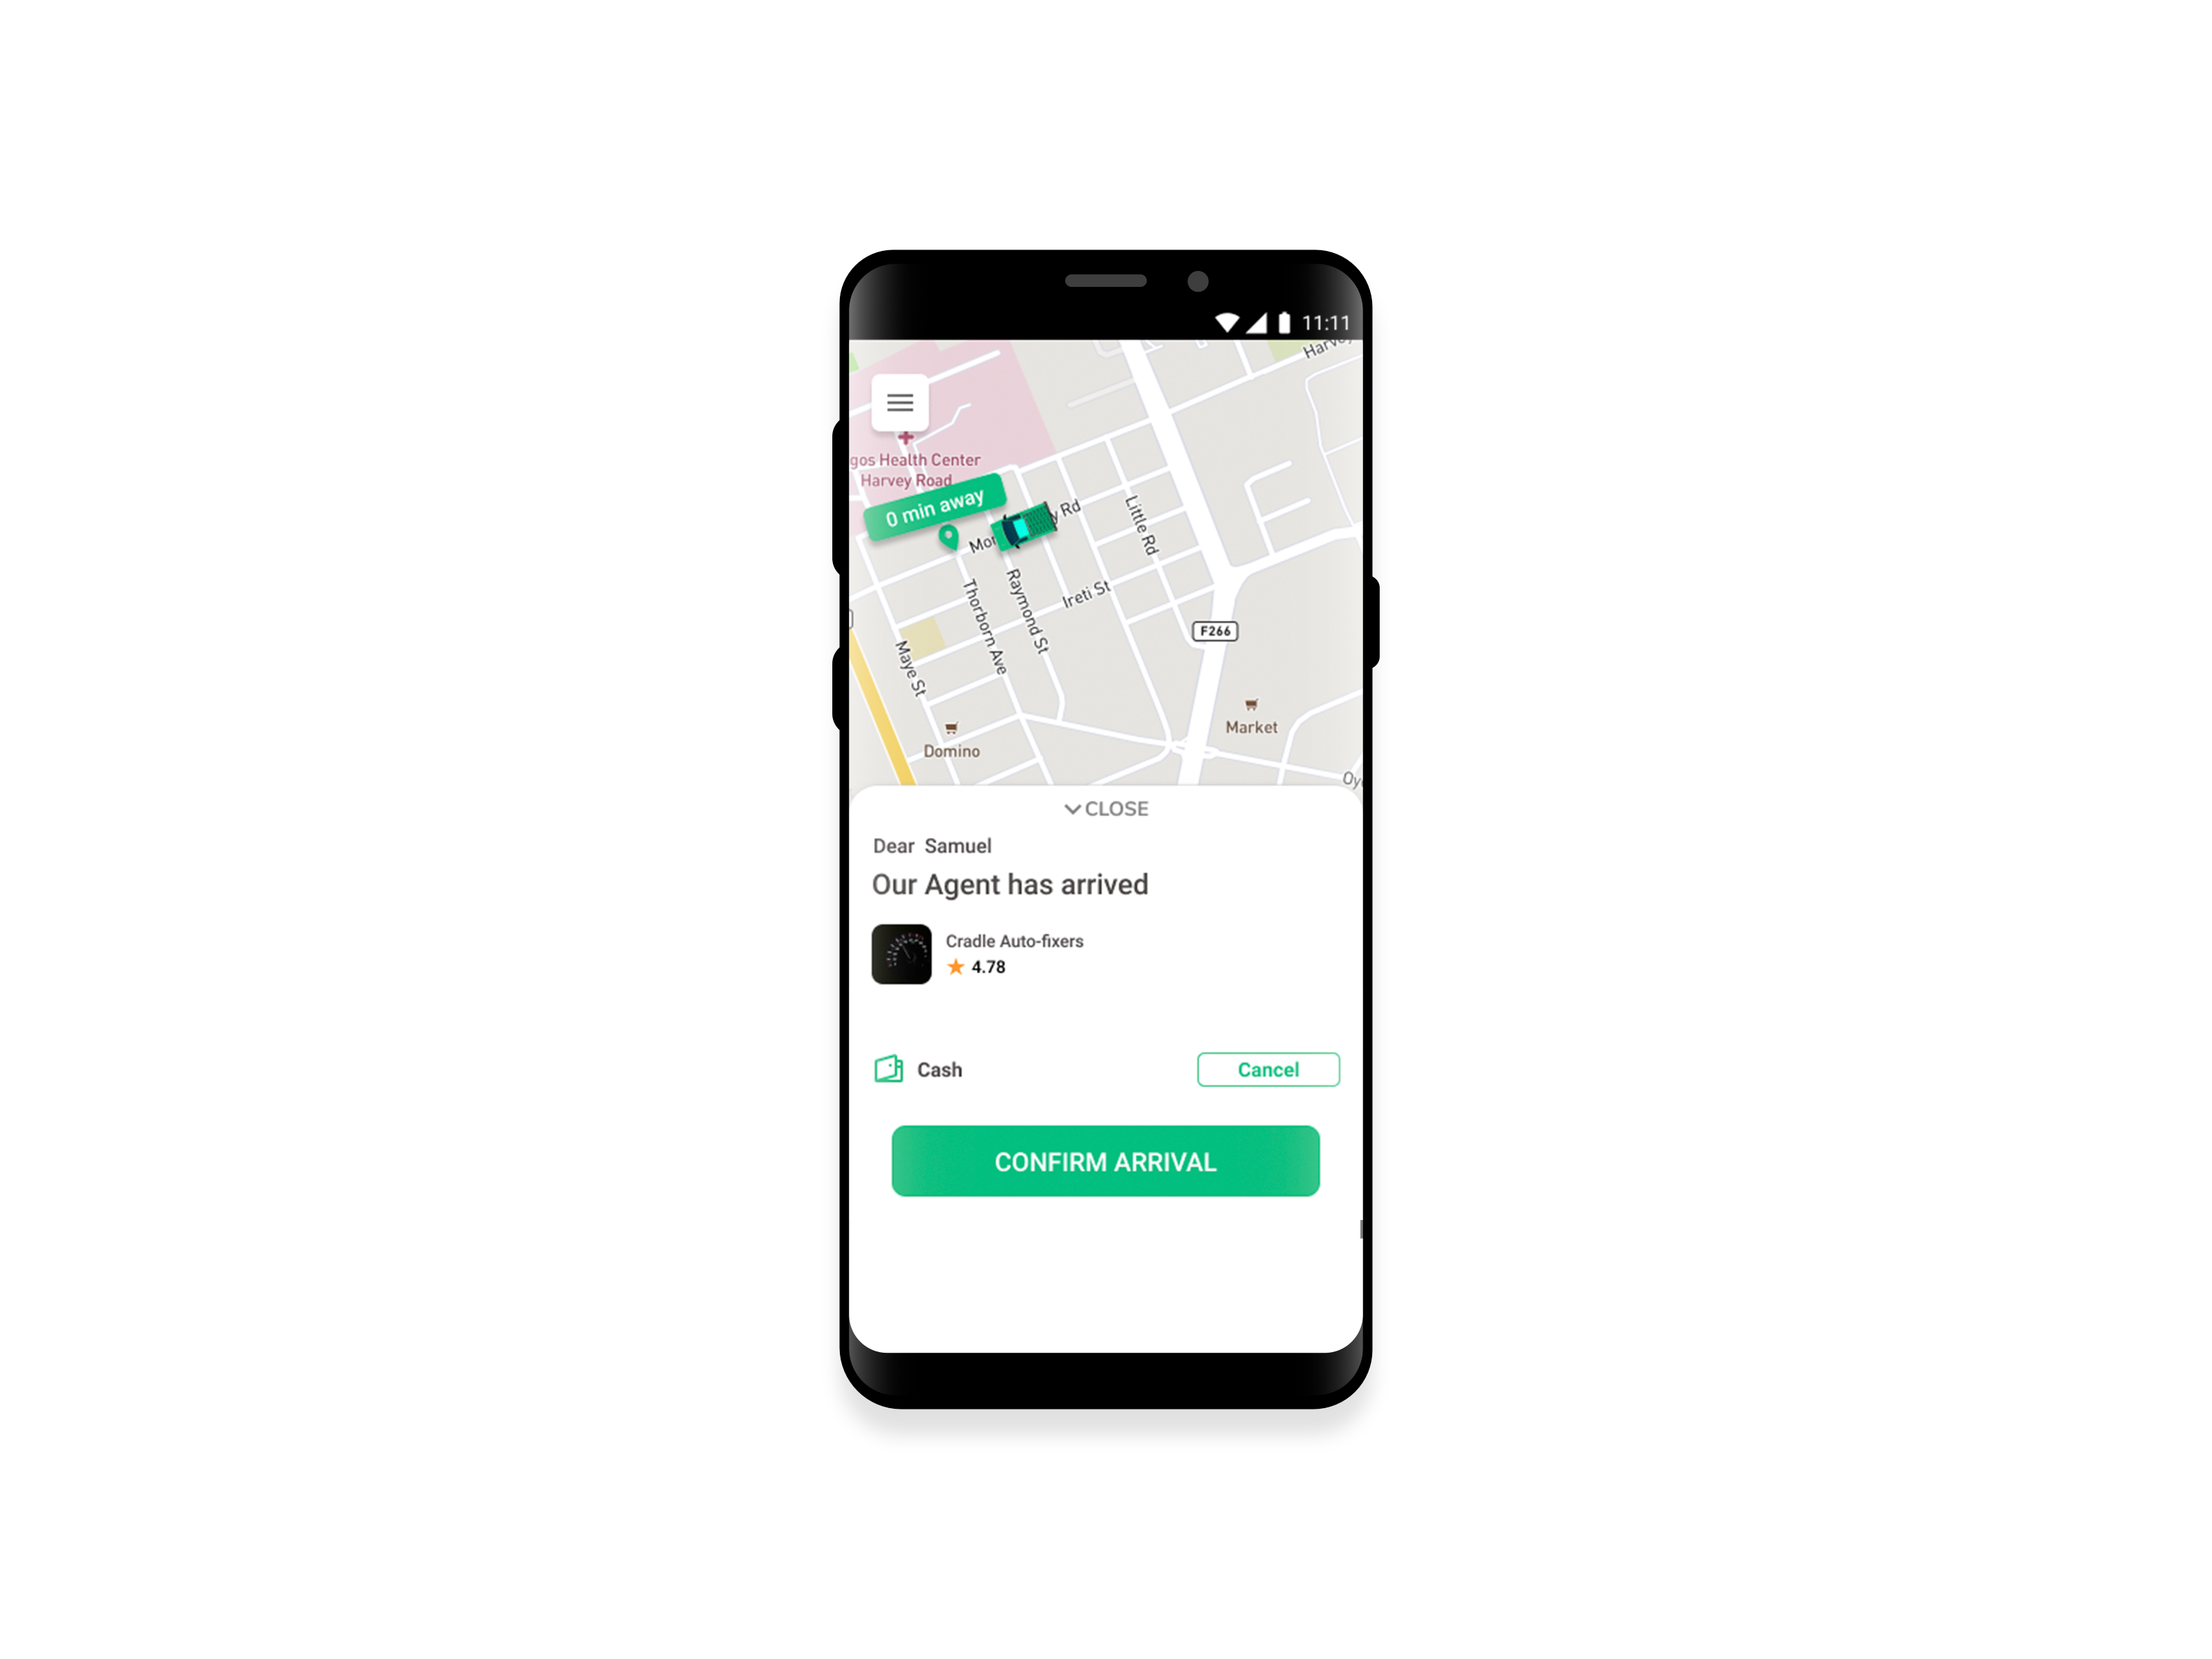 11:11
Harvey
gos Health Center
Harvey Road
0 min away
y Rd
Little Rd
Raymond St
Ireti St
Thorborn Ave
Maye St
F266
Market
Domino
CLOSE
Dear Samuel
Our Agent has arrived
Cradle Auto-fixers
4.78
Cash
Cancel
CONFIRM ARRIVAL